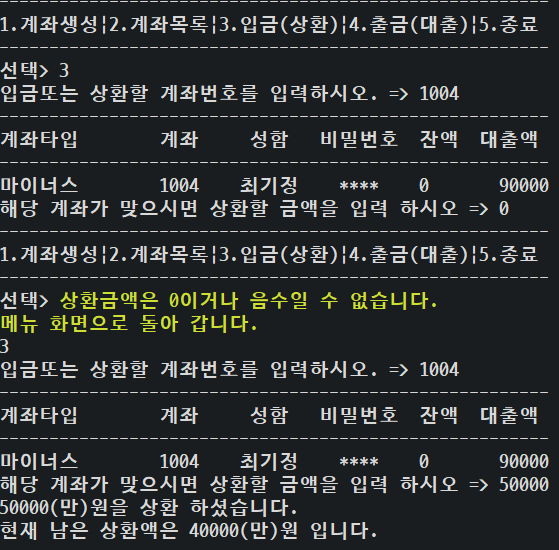 1.계좌생성¦2.계좌목록¦3.입금(상환)¦4.출금(대출)¦5.종료
선택> 3
입금또는 상환할 계좌번호를 입력하시오. => 1004
계좌타입 계좌 성함 비밀번호 잔액 대출액
마이너스 1004 최기정 **** 0 90000
해당 계좌가 맞으시면 상환할 금액을 입력 하시오 => 0
1.계좌생성¦2.계좌목록¦3.입금(상환)¦4.출금(대출)¦5.종료
선택> 상환금액은 0이거나 음수일 수 없습니다.
메뉴 화면으로 돌아 갑니다.
3
입금또는 상환할 계좌번호를 입력하시오. => 1004
계좌타입 계좌 성함 비밀번호 잔액 대출액
마이너스 1004 최기정 **** 0 90000
해당 계좌가 맞으시면 상환할 금액을 입력 하시오 => 50000
50000(만)원을 상환 하셨습니다.
현재 남은 상환액은 40000(만)원 입니다.